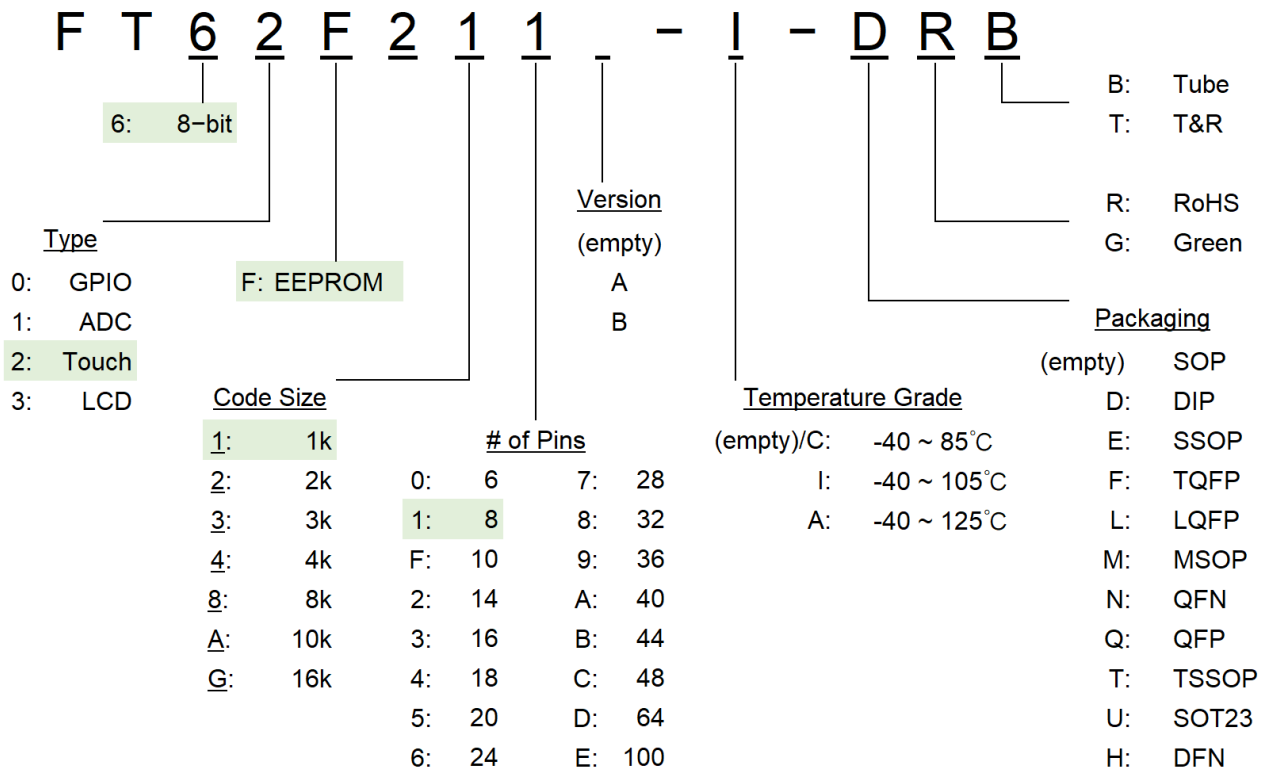 F T 6 2 F 2 1 1 _ - I - D R B
B: Tube
6: 8-bit
T: T&R
Version
R: RoHS
Type
(empty)
G: Green
0: GPIO
F: EEPROM
A
1: ADC
B
Packaging
2: Touch
(empty) SOP
3: LCD
Code Size
Temperature Grade
D: DIP
1: 1k
# of Pins
(empty)/C: -40 ~ 85°C
E: SSOP
2: 2k
0: 6
7: 28
I: -40 ~ 105°C
F: TQFP
3: 3k
1: 8
8: 32
A: -40 ~ 125°C
L: LQFP
4: 4k
F: 10
9: 36
M: MSOP
8: 8k
2: 14
A: 40
N: QFN
A: 10k
3: 16
B: 44
Q: QFP
G: 16k
4: 18
C: 48
T: TSSOP
5: 20
D: 64
U: SOT23
6: 24
E: 100
H: DFN